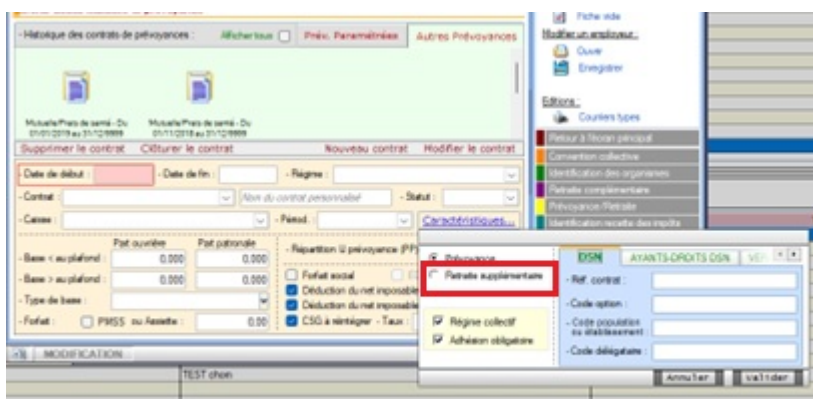 Fiche vide
- Historique des contrats de prévoyances : Afficher tous Prév. Paramétrées Autres Prévoyances
Modifier un employeur :
Ouvrir
Enregistrer
Editions :
Courriers types
Mutuelle/Frais de santé - Du 01/01/2019 au 31/12/9999
Mutuelle/Frais de santé - Du 01/11/2018 au 31/12/9999
Supprimer le contrat Clôturer le contrat Nouveau contrat Modifier le contrat
Retour à l'écran principal
Convention collective
Identification des organismes
Retraite complémentaire
Prévoyance/Retraite
Identification recette des impôts
- Date de début : - Date de fin : - Régime :
- Contrat : Nom du contrat personnalisé - Statut :
- Caisse : - Périod. : Caractéristiques...
Part ouvrière Part patronale
- Répartition @ prévoyance (PP)
- Base < au plafond : 0.000 0.000
- Base > au plafond : 0.000 0.000
- Type de base :
- Forfait : PMSS ou Assiette : 0.00
Forfait social
Déduction du net imposable
Déduction du net imposable
CSG à réintégrer - Taux :
Prévoyance
Retraite supplémentaire
Régime collectif
Adhésion obligatoire
DSN AYANTS-DROITS DSN VER
- Réf. contrat :
- Code option :
- Code population ou établissement :
- Code délégataire :
Annuler Valider
MODIFICATION
TEST chom